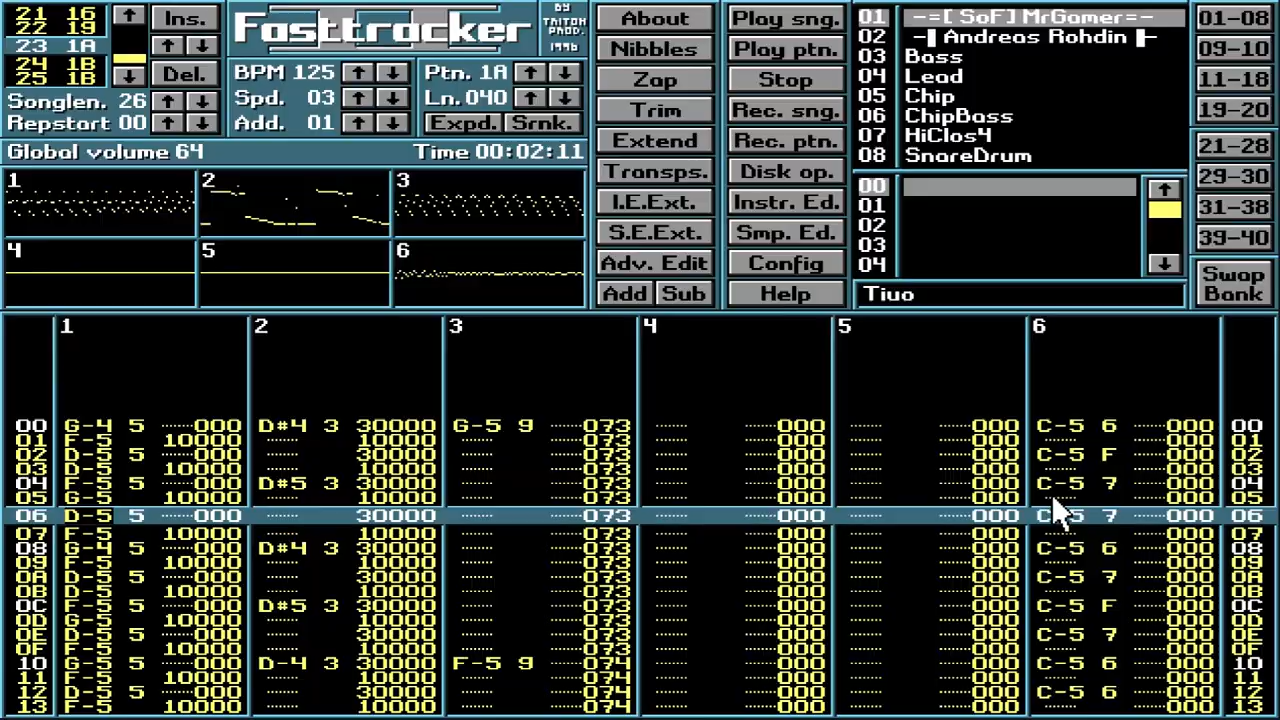 21 16
22 19
23 1A
24 1B
25 1B
Ins.
Del.
Songlen. 26
Repstart 00
Fasttracker
BY TRITON PROD. 1996
BPM 125
Spd. 03
Add. 01
Ptn. 1A
Ln. 040
Expd. Srnk.
Global volume 64 Time 00:02:11
1 2 3
4 5 6
About Play sng.
Nibbles Play ptn.
Zap Stop
Trim Rec. sng.
Extend Rec. ptn.
Transps. Disk op.
I.E.Ext. Instr. Ed.
S.E.Ext. Smp. Ed.
Adv. Edit Config
Add Sub Help
01 -=[ SoF] MrGamer=-
02 -▌Andreas Rohdin▐-
03 Bass
04 Lead
05 Chip
06 ChipBass
07 HiClos4
08 SnareDrum
00
01
02
03
04
Tiuo
01-08
09-10
11-18
19-20
21-28
29-30
31-38
39-40
Swap Bank
1 2 3 4 5 6
00 G-4 5 000 D#4 3 30000 G-5 9 073 000 000 C-5 6 000 00
01 F-5 10000 10000 073 000 000 000 01
02 D-5 5 000 30000 073 000 000 C-5 F 000 02
03 D-5 10000 10000 073 000 000 000 03
04 F-5 5 000 D#5 3 30000 073 000 000 C-5 7 000 04
05 G-5 10000 10000 073 000 000 000 05
06 D-5 5 000 30000 073 000 000 5 7 000 06
07 F-5 10000 10000 073 000 000 000 07
08 G-4 5 000 D#4 3 30000 073 000 000 C-5 6 000 08
09 F-5 10000 10000 073 000 000 000 09
0A D-5 5 000 30000 073 000 000 C-5 7 000 0A
0B D-5 10000 10000 073 000 000 000 0B
0C F-5 5 000 D#5 3 30000 073 000 000 C-5 F 000 0C
0D G-5 10000 10000 073 000 000 000 0D
0E D-5 5 000 30000 073 000 000 C-5 7 000 0E
0F F-5 10000 10000 073 000 000 000 0F
10 G-5 5 000 D-4 3 30000 F-5 9 074 000 000 C-5 6 000 10
11 F-5 10000 10000 074 000 000 000 11
12 D-5 5 000 30000 074 000 000 C-5 6 000 12
13 F-5 10000 10000 074 000 000 000 13